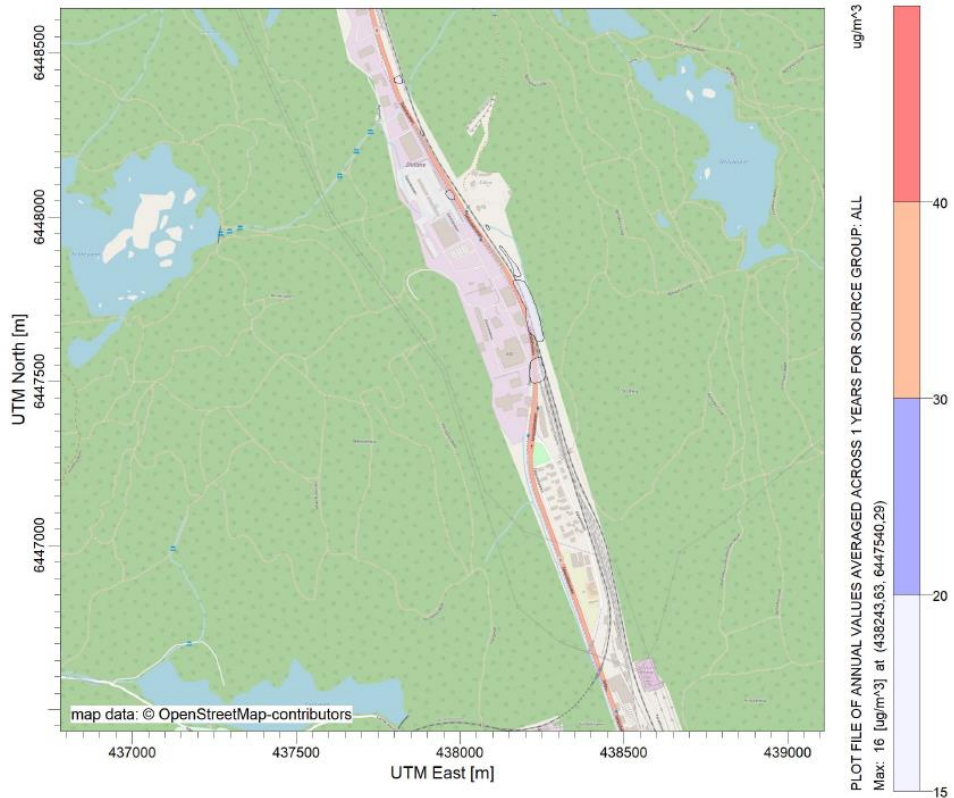 ug/m^3
6448500
6448000
6447500
6447000
UTM North [m]
437000
437500
438000
438500
439000
UTM East [m]
map data: © OpenStreetMap-contributors
PLOT FILE OF ANNUAL VALUES AVERAGED ACROSS 1 YEARS FOR SOURCE GROUP: ALL
Max: 16 [ug/m^3] at (438243,63, 6447540,29)
40
30
20
15